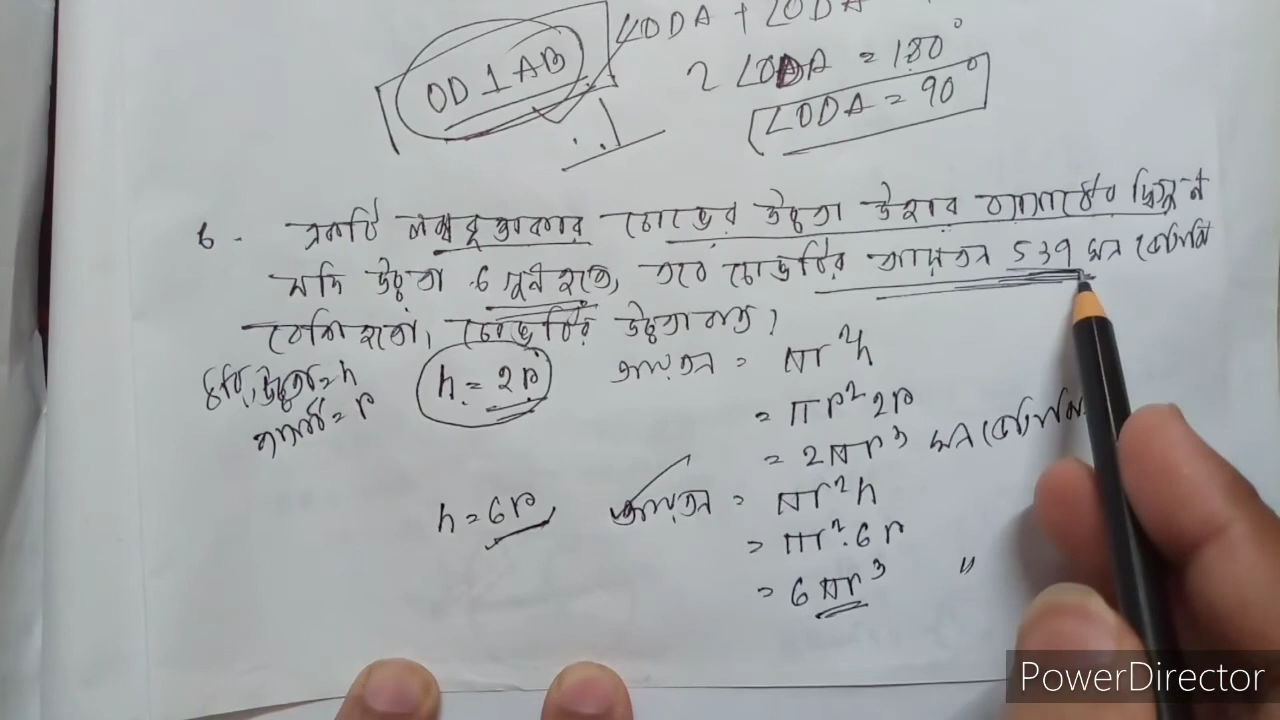 ∠ODA + ∠ODA
OD ⊥ AB
2∠ODA = 180°
∠ODA = 90°
6. একটি লম্ব বৃত্তাকার চোঙের উচ্চতা উহার ব্যাসার্ধের দ্বিগুণ
যদি উচ্চতা 6 গুণ হতো, তবে চোঙটির আয়তন 539 ঘন ডেসিমি
বেশি হতো, চোঙটির উচ্চতা কত?
ধরি, উচ্চতা = h
ব্যাসার্ধ = r
h = 2r
আয়তন = πr²h
= πr² 2r
= 2πr³ ঘন ডেসিমি
h = 6r
আয়তন = πr²h
= πr².6r
= 6πr³ "
PowerDirector